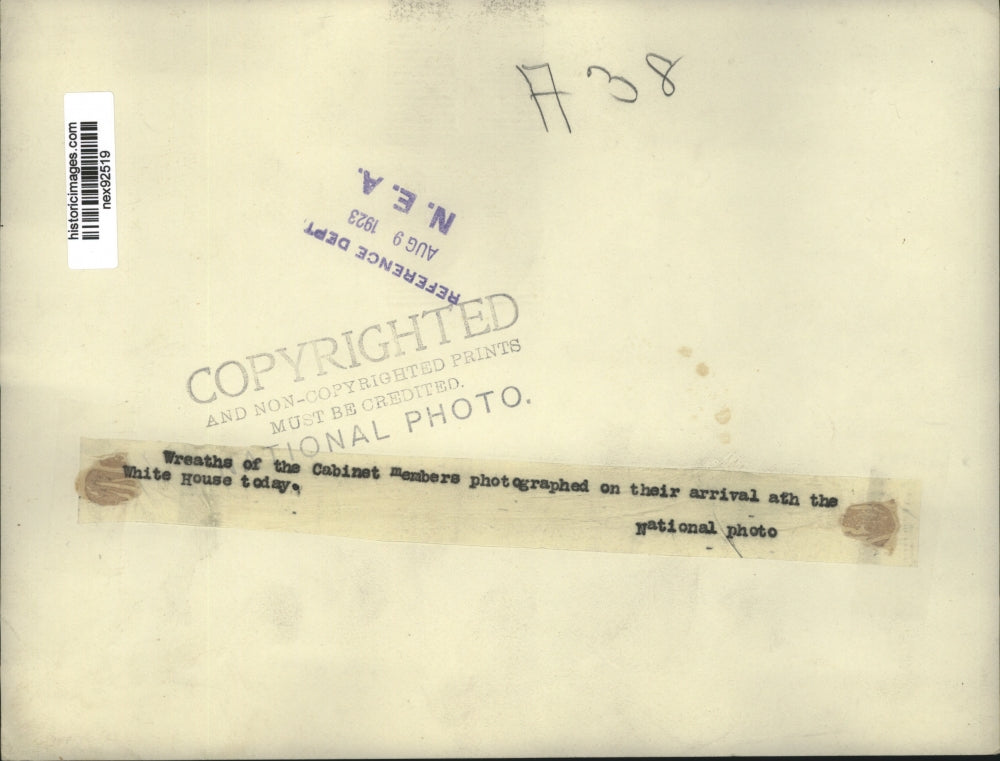 A 38
historicimages.com
nex92519
REFERENCE DEPT.
AUG 9 1923
N. E. A.
COPYRIGHTED
AND NON-COPYRIGHTED PRINTS
MUST BE CREDITED.
NATIONAL PHOTO.
Wreaths of the Cabinet members photographed on their arrival ath the
White House today.
National photo